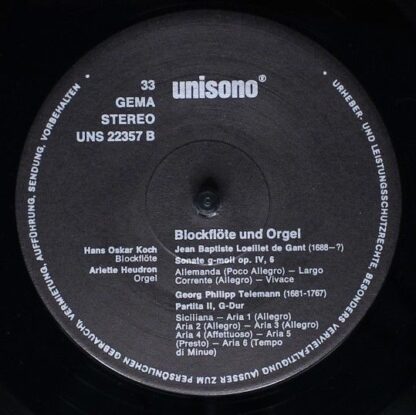 33
GEMA
STEREO
UNS 22357 B
unisono®
Blockflöte und Orgel
Hans Oskar Koch
Blockflöte
Arlette Heudron
Orgel
Jean Baptiste Loeillet de Gant (1688—?)
Sonate g-moll op. IV, 6
Allemanda (Poco Allegro) — Largo
Corrente (Allegro) — Vivace
Georg Philipp Telemann (1681-1767)
Partita II, G-Dur
Siciliana — Aria 1 (Allegro)
Aria 2 (Allegro) — Aria 3 (Allegro)
Aria 4 (Affettuoso) — Aria 5
(Presto) — Aria 6 (Tempo
di Minue)
• URHEBER- UND LEISTUNGSSCHUTZRECHTE, BESONDERS VERVIELFÄLTIGUNG (AUSSER ZUM PERSÖNLICHEN GEBRAUCH), VERMIETUNG, AUFFÜHRUNG, SENDUNG, VORBEHALTEN •